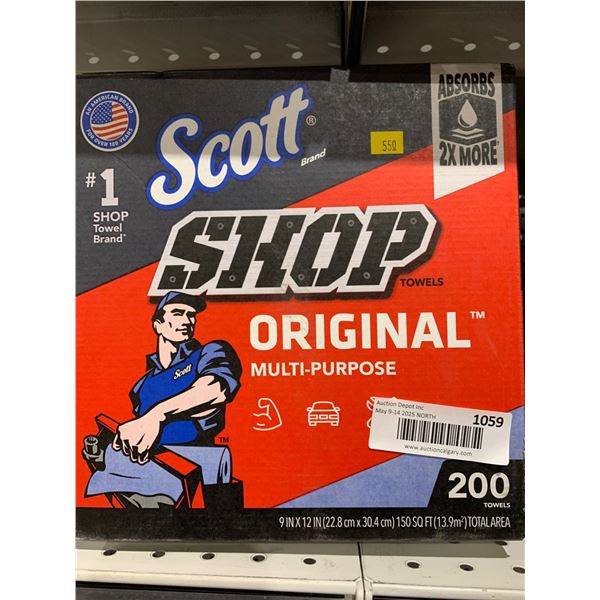 AN AMERICAN BRAND
FOR OVER 100 YEARS
Scott®
Brand
550
ABSORBS
2X MORE*
#1
SHOP
Towel
Brand*
SHOP
TOWELS
ORIGINAL™
MULTI-PURPOSE
Scott
TM
Auction Depot Inc
May 9-14 2025 NORTH
1059
www.auctioncalgary.com
200
TOWELS
9 IN X 12 IN (22.8 cm x 30.4 cm) 150 SQ FT (13.9m²) TOTAL AREA